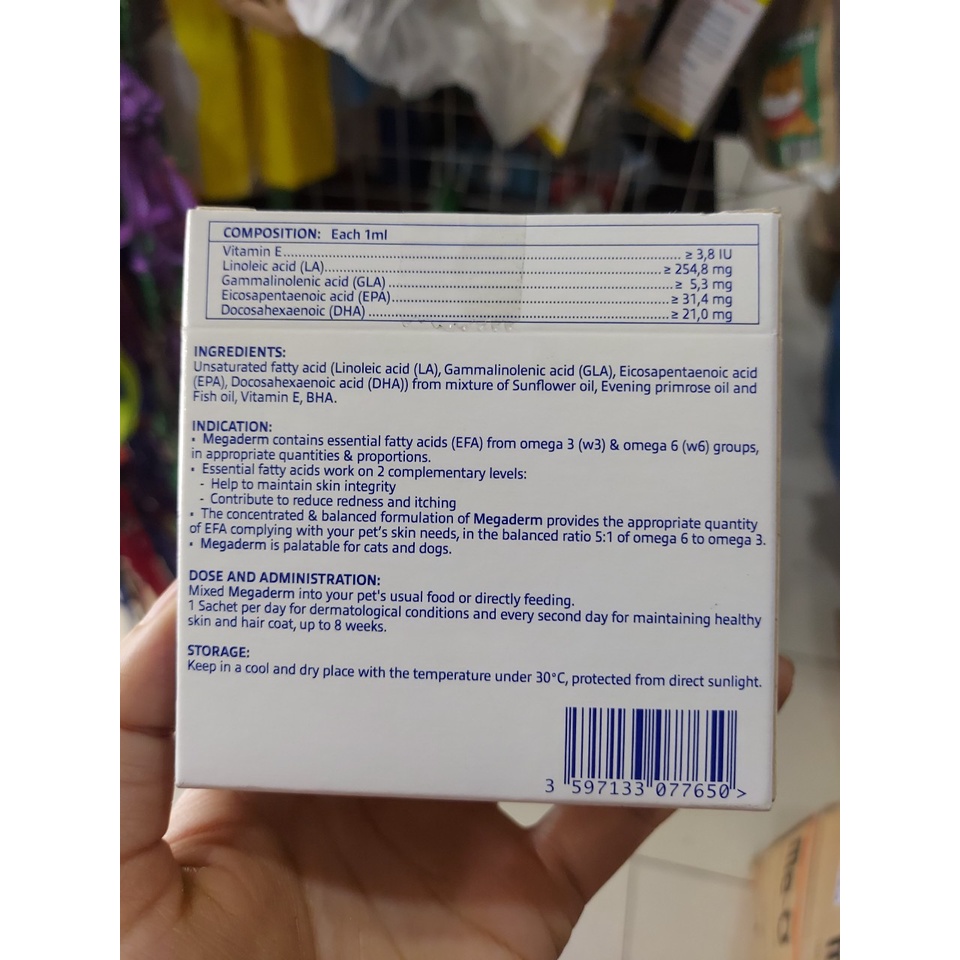 COMPOSITION: Each 1ml
Vitamin E........................ ≥ 3,8 IU
Linoleic acid (LA)........................ ≥ 254,8 mg
Gammalinolenic acid (GLA)........................ ≥ 5,3 mg
Eicosapentaenoic acid (EPA)........................ ≥ 31,4 mg
Docosahexaenoic (DHA)........................ ≥ 21,0 mg
INGREDIENTS:
Unsaturated fatty acid (Linoleic acid (LA), Gammalinolenic acid (GLA), Eicosapentaenoic acid
(EPA), Docosahexaenoic acid (DHA)) from mixture of Sunflower oil, Evening primrose oil and
Fish oil, Vitamin E, BHA.
INDICATION:
• Megaderm contains essential fatty acids (EFA) from omega 3 (w3) & omega 6 (w6) groups,
in appropriate quantities & proportions.
• Essential fatty acids work on 2 complementary levels:
- Help to maintain skin integrity
- Contribute to reduce redness and itching
• The concentrated & balanced formulation of Megaderm provides the appropriate quantity
of EFA complying with your pet's skin needs, in the balanced ratio 5:1 of omega 6 to omega 3.
• Megaderm is palatable for cats and dogs.
DOSE AND ADMINISTRATION:
Mixed Megaderm into your pet's usual food or directly feeding.
1 Sachet per day for dermatological conditions and every second day for maintaining healthy
skin and hair coat, up to 8 weeks.
STORAGE:
Keep in a cool and dry place with the temperature under 30°C, protected from direct sunlight.
3 597133 077650 >